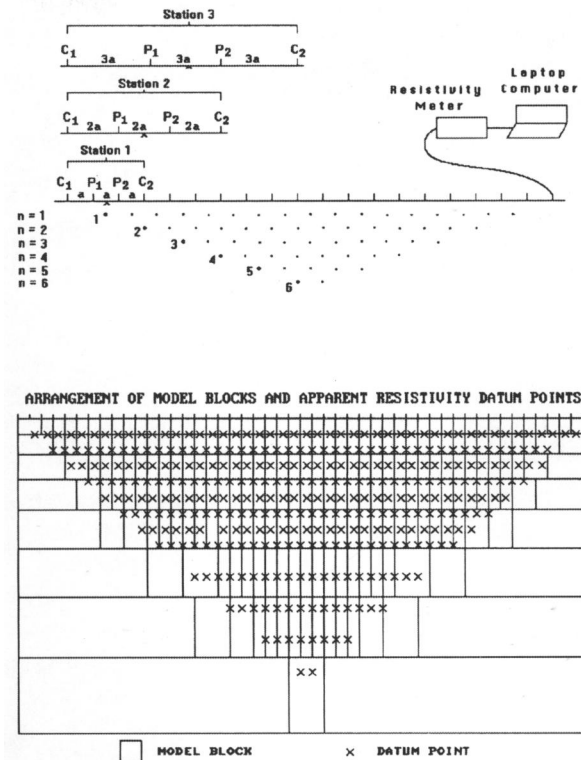 Station 3
C1 3a P1 3a P2 3a C2
Station 2
C1 2a P1 2a P2 2a C2
Station 1
C1 a P1 a P2 a C2
Resistivity Meter
Laptop Computer
n = 1 1
n = 2 2
n = 3 3
n = 4 4
n = 5 5
n = 6 6
ARRANGEMENT OF MODEL BLOCKS AND APPARENT RESISTIVITY DATUM POINTS
MODEL BLOCK × DATUM POINT